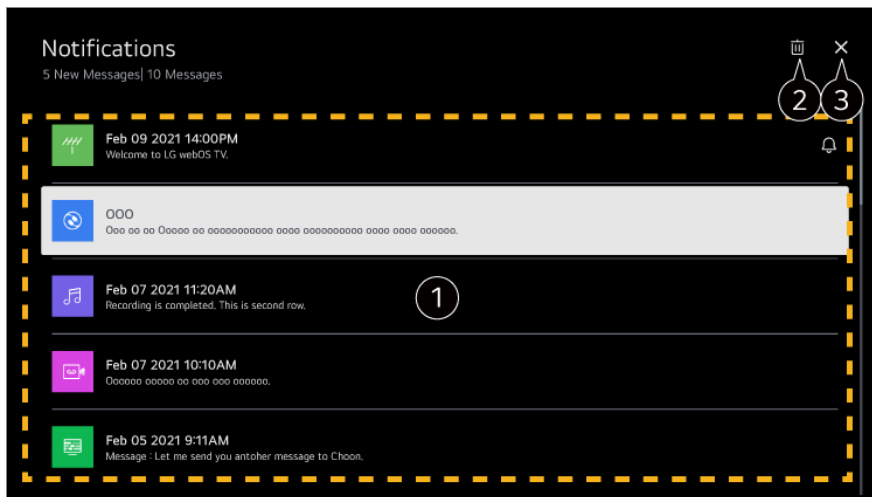 Notifications
5 New Messages| 10 Messages
2
3
Feb 09 2021 14:00PM
Welcome to LG webOS TV.
OOO
Ooo oo oo Ooooo oo ooooooooooo oooo oooooooooo oooo oooo oooooo.
Feb 07 2021 11:20AM
Recording is completed. This is second row.
1
Feb 07 2021 10:10AM
Oooooo ooooo oo ooo ooo oooooo.
Feb 05 2021 9:11AM
Message : Let me send you antoher message to Choon.